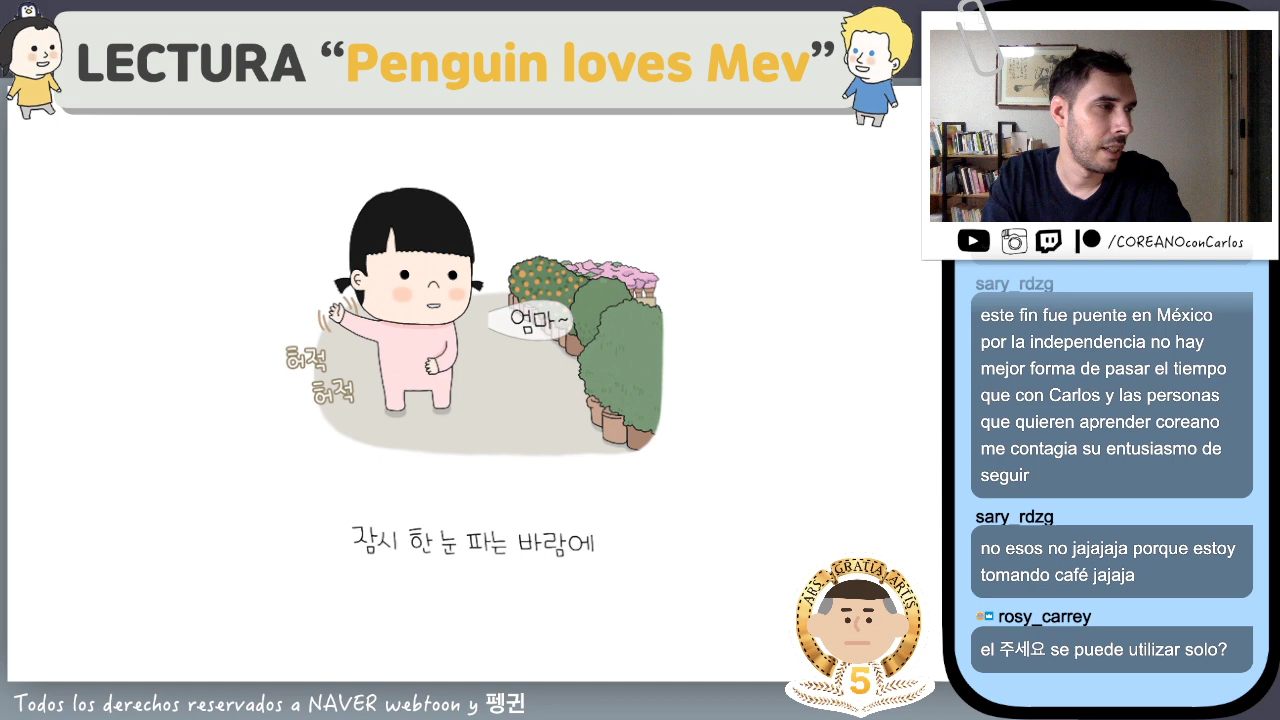 LECTURA “Penguin loves Mev”
엄마~
허적
허적
잠시 한 눈 파는 바람에
ARS GRATIA ARTIS
5
Todos los derechos reservados a NAVER webtoon y 펭귄
/COREANOconCarlos
sary_rdzg
este fin fue puente en México
por la independencia no hay
mejor forma de pasar el tiempo
que con Carlos y las personas
que quieren aprender coreano
me contagia su entusiasmo de
seguir
sary_rdzg
no esos no jajajaja porque estoy
tomando café jajaja
rosy_carrey
el 주세요 se puede utilizar solo?